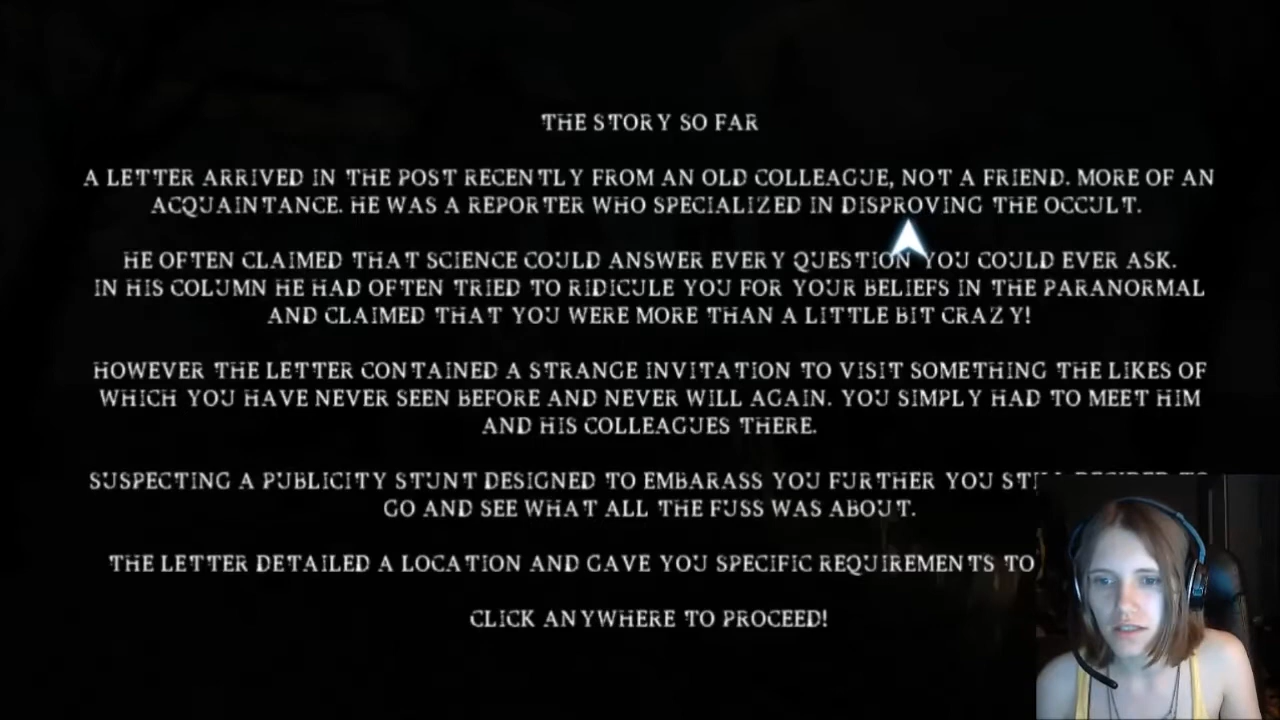 THE STORY SO FAR
A LETTER ARRIVED IN THE POST RECENTLY FROM AN OLD COLLEAGUE, NOT A FRIEND. MORE OF AN
ACQUAINTANCE. HE WAS A REPORTER WHO SPECIALIZED IN DISPROVING THE OCCULT.
HE OFTEN CLAIMED THAT SCIENCE COULD ANSWER EVERY QUESTION YOU COULD EVER ASK.
IN HIS COLUMN HE HAD OFTEN TRIED TO RIDICULE YOU FOR YOUR BELIEFS IN THE PARANORMAL
AND CLAIMED THAT YOU WERE MORE THAN A LITTLE BIT CRAZY!
HOWEVER THE LETTER CONTAINED A STRANGE INVITATION TO VISIT SOMETHING THE LIKES OF
WHICH YOU HAVE NEVER SEEN BEFORE AND NEVER WILL AGAIN. YOU SIMPLY HAD TO MEET HIM
AND HIS COLLEAGUES THERE.
SUSPECTING A PUBLICITY STUNT DESIGNED TO EMBARASS YOU FURTHER YOU STILL DECIDED TO
GO AND SEE WHAT ALL THE FUSS WAS ABOUT.
THE LETTER DETAILED A LOCATION AND GAVE YOU SPECIFIC REQUIREMENTS TO
CLICK ANYWHERE TO PROCEED!